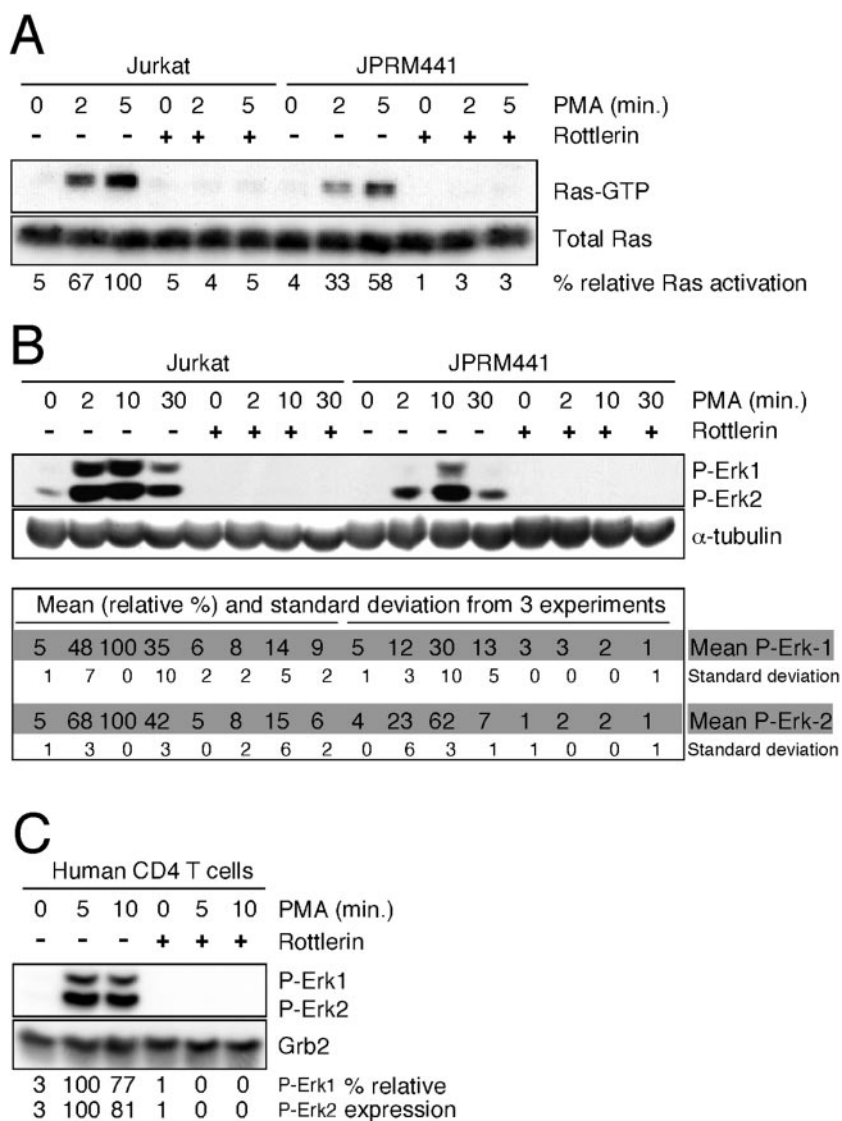 A
Jurkat JPRM441
0 2 5 0 2 5 0 2 5 0 2 5 PMA (min.)
- - - + + + - - - + + + Rottlerin
Ras-GTP
Total Ras
5 67 100 5 4 5 4 33 58 1 3 3 % relative Ras activation
B
Jurkat JPRM441
0 2 10 30 0 2 10 30 0 2 10 30 0 2 10 30 PMA (min.)
- - - - + + + + - - - - + + + + Rottlerin
P-Erk1
P-Erk2
α-tubulin
Mean (relative %) and standard deviation from 3 experiments
5 48 100 35 6 8 14 9 5 12 30 13 3 3 2 1 Mean P-Erk-1
1 7 0 10 2 2 5 2 1 3 10 5 0 0 0 1 Standard deviation
5 68 100 42 5 8 15 6 4 23 62 7 1 2 2 1 Mean P-Erk-2
1 3 0 3 0 2 6 2 0 6 3 1 1 0 0 1 Standard deviation
C
Human CD4 T cells
0 5 10 0 5 10 PMA (min.)
- - - + + + Rottlerin
P-Erk1
P-Erk2
Grb2
3 100 77 1 0 0 P-Erk1 % relative
3 100 81 1 0 0 P-Erk2 expression